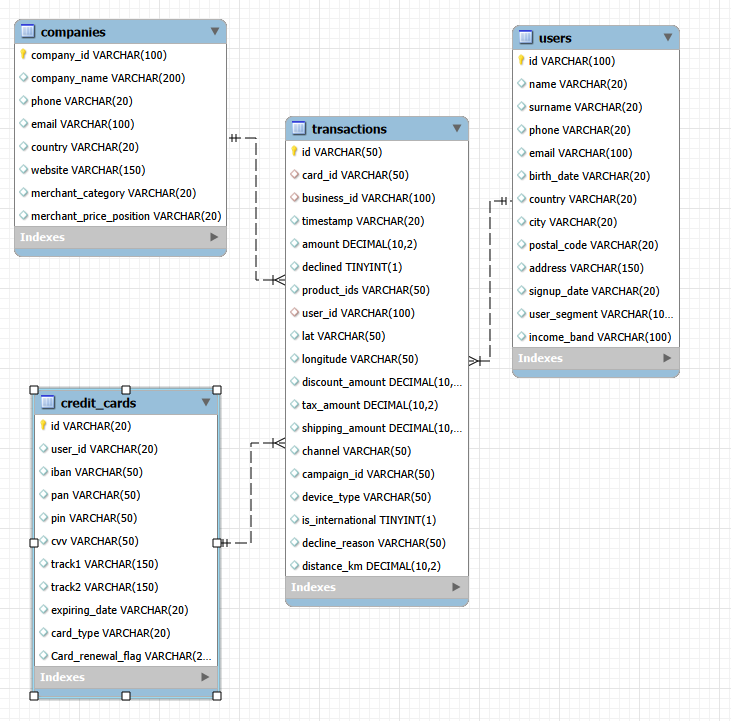 companies
company_id VARCHAR(100)
company_name VARCHAR(200)
phone VARCHAR(20)
email VARCHAR(100)
country VARCHAR(20)
website VARCHAR(150)
merchant_category VARCHAR(20)
merchant_price_position VARCHAR(20)
Indexes
users
id VARCHAR(100)
name VARCHAR(20)
surname VARCHAR(20)
phone VARCHAR(20)
email VARCHAR(100)
birth_date VARCHAR(20)
country VARCHAR(20)
city VARCHAR(20)
postal_code VARCHAR(20)
address VARCHAR(150)
signup_date VARCHAR(20)
user_segment VARCHAR(10...
income_band VARCHAR(100)
Indexes
transactions
id VARCHAR(50)
card_id VARCHAR(50)
business_id VARCHAR(100)
timestamp VARCHAR(20)
amount DECIMAL(10,2)
declined TINYINT(1)
product_ids VARCHAR(50)
user_id VARCHAR(100)
lat VARCHAR(50)
longitude VARCHAR(50)
discount_amount DECIMAL(10,...
tax_amount DECIMAL(10,2)
shipping_amount DECIMAL(10,...
channel VARCHAR(50)
campaign_id VARCHAR(50)
device_type VARCHAR(50)
is_international TINYINT(1)
decline_reason VARCHAR(50)
distance_km DECIMAL(10,2)
Indexes
credit_cards
id VARCHAR(20)
user_id VARCHAR(20)
iban VARCHAR(50)
pan VARCHAR(50)
pin VARCHAR(50)
cvv VARCHAR(50)
track1 VARCHAR(150)
track2 VARCHAR(150)
expiring_date VARCHAR(20)
card_type VARCHAR(20)
Card_renewal_flag VARCHAR(2...
Indexes